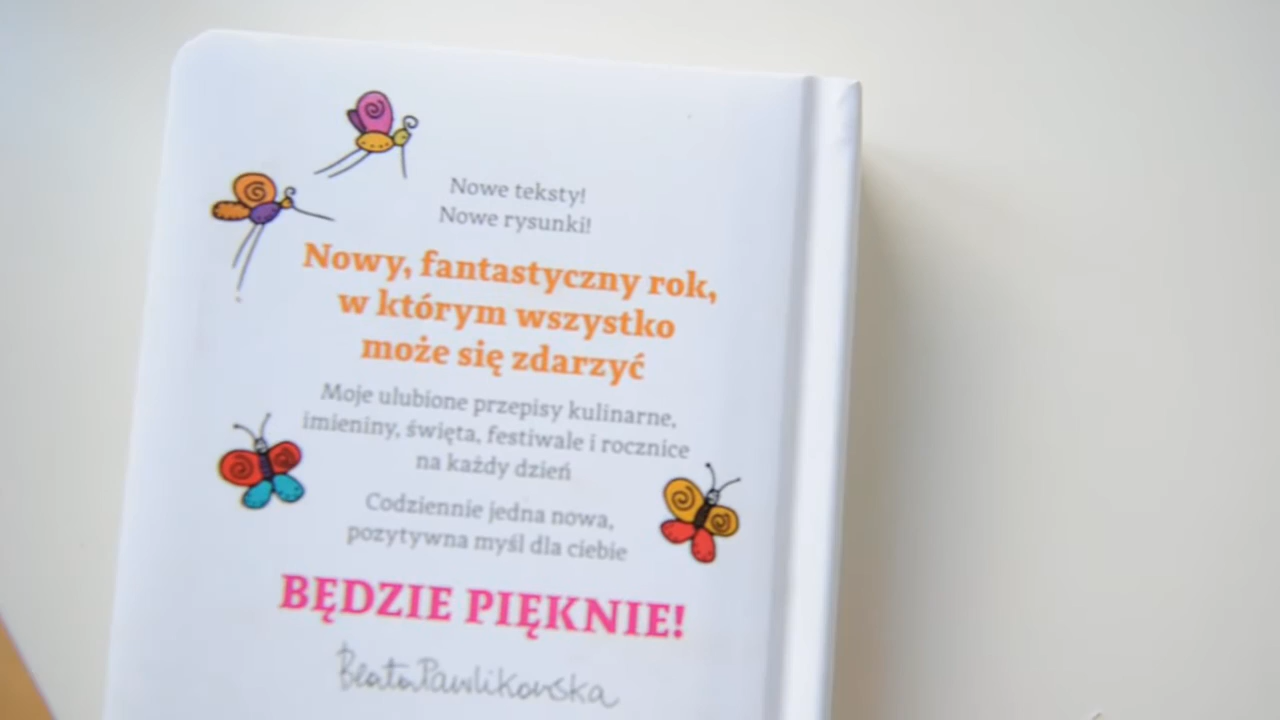 Nowe teksty!
Nowe rysunki!
Nowy, fantastyczny rok,
w którym wszystko
może się zdarzyć
Moje ulubione przepisy kulinarne,
imieniny, święta, festiwale i rocznice
na każdy dzień
Codziennie jedna nowa,
pozytywna myśl dla ciebie
BĘDZIE PIĘKNIE!
Beata Pawlikowska